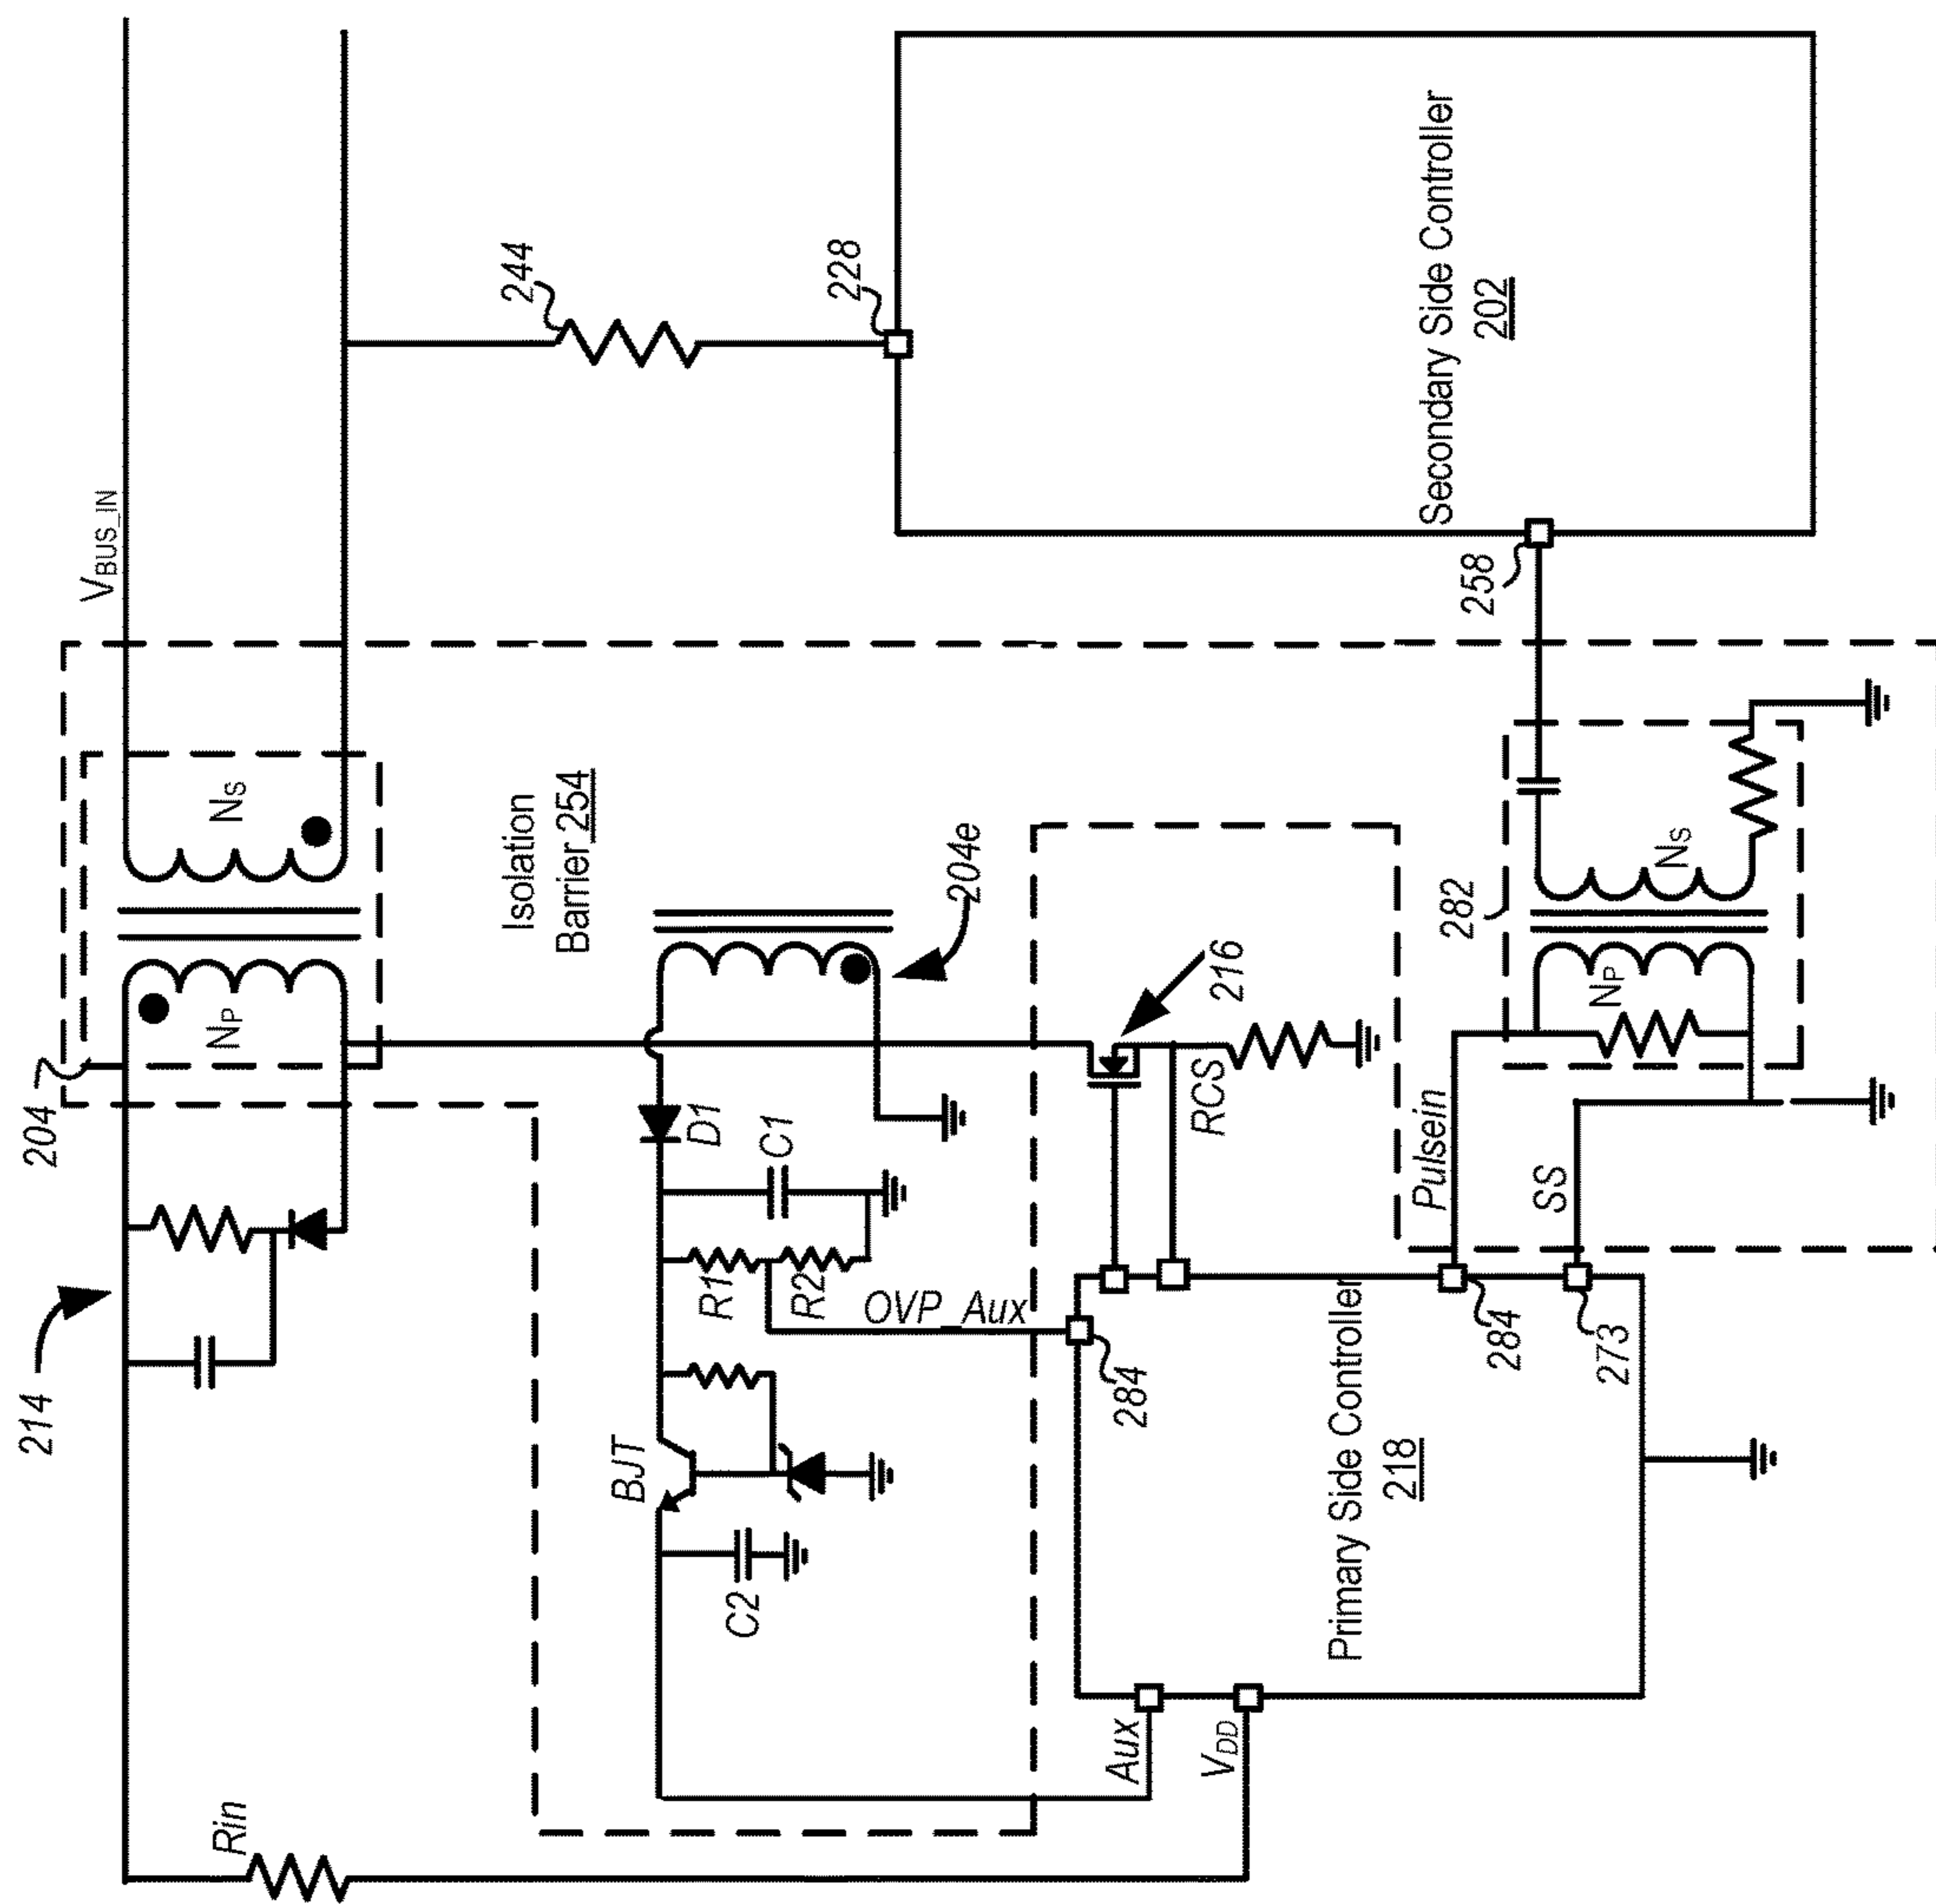 214
204
Rin
NP
NS
VBUS_IN
Isolation
Barrier 254
204e
D1
C1
R1
R2
BJT
C2
OVP_Aux
244
228
Secondary Side Controller
202
258
216
RCS
284
Aux
VDD
Primary Side Controller
218
Pulsein
284
SS
273
282
NP
NS